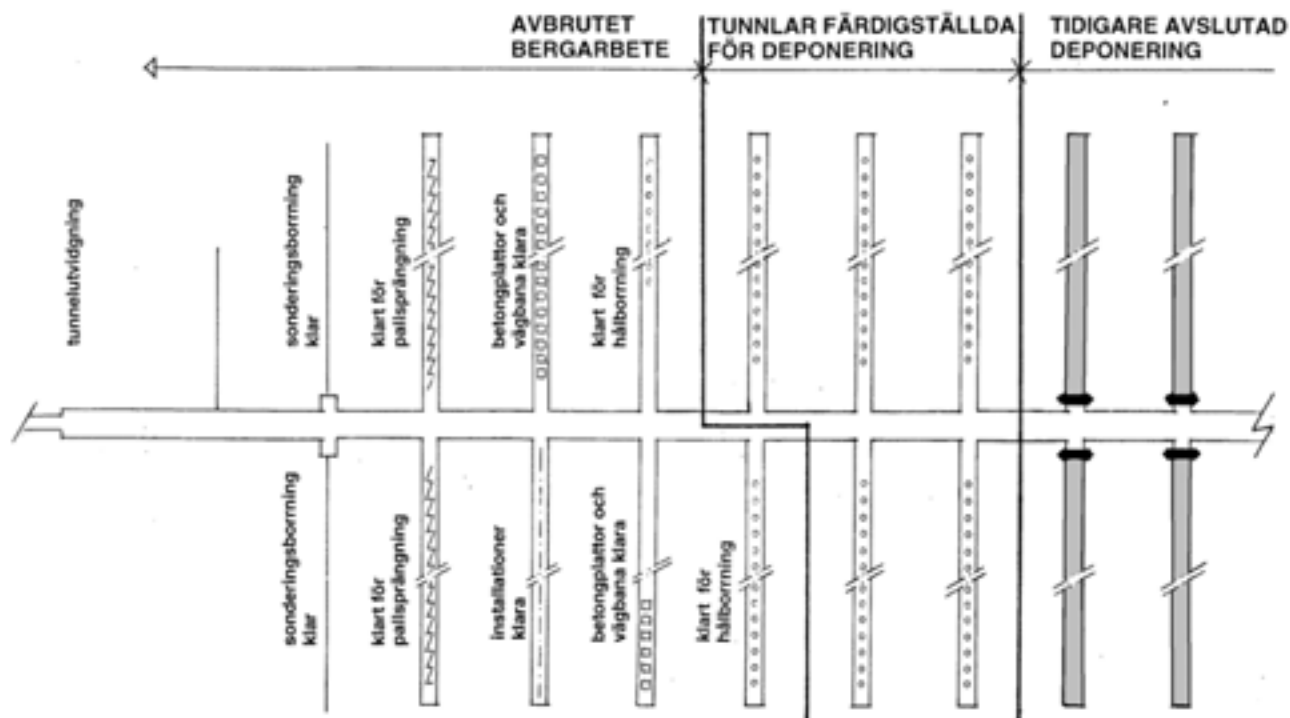 AVBRUTET
BERGARBETE
TUNNLAR FÄRDIGSTÄLLDA
FÖR DEPONERING
TIDIGARE AVSLUTAD
DEPONERING
tunnelutvidgning
sonderingsborrning
klar
klart för
pallsprängning
betongplattor och
vägbana klara
klart för
hålborrning
sonderingsborrning
klar
klart för
pallsprängning
installationer
klara
betongplattor och
vägbana klara
klart för
hålborrning